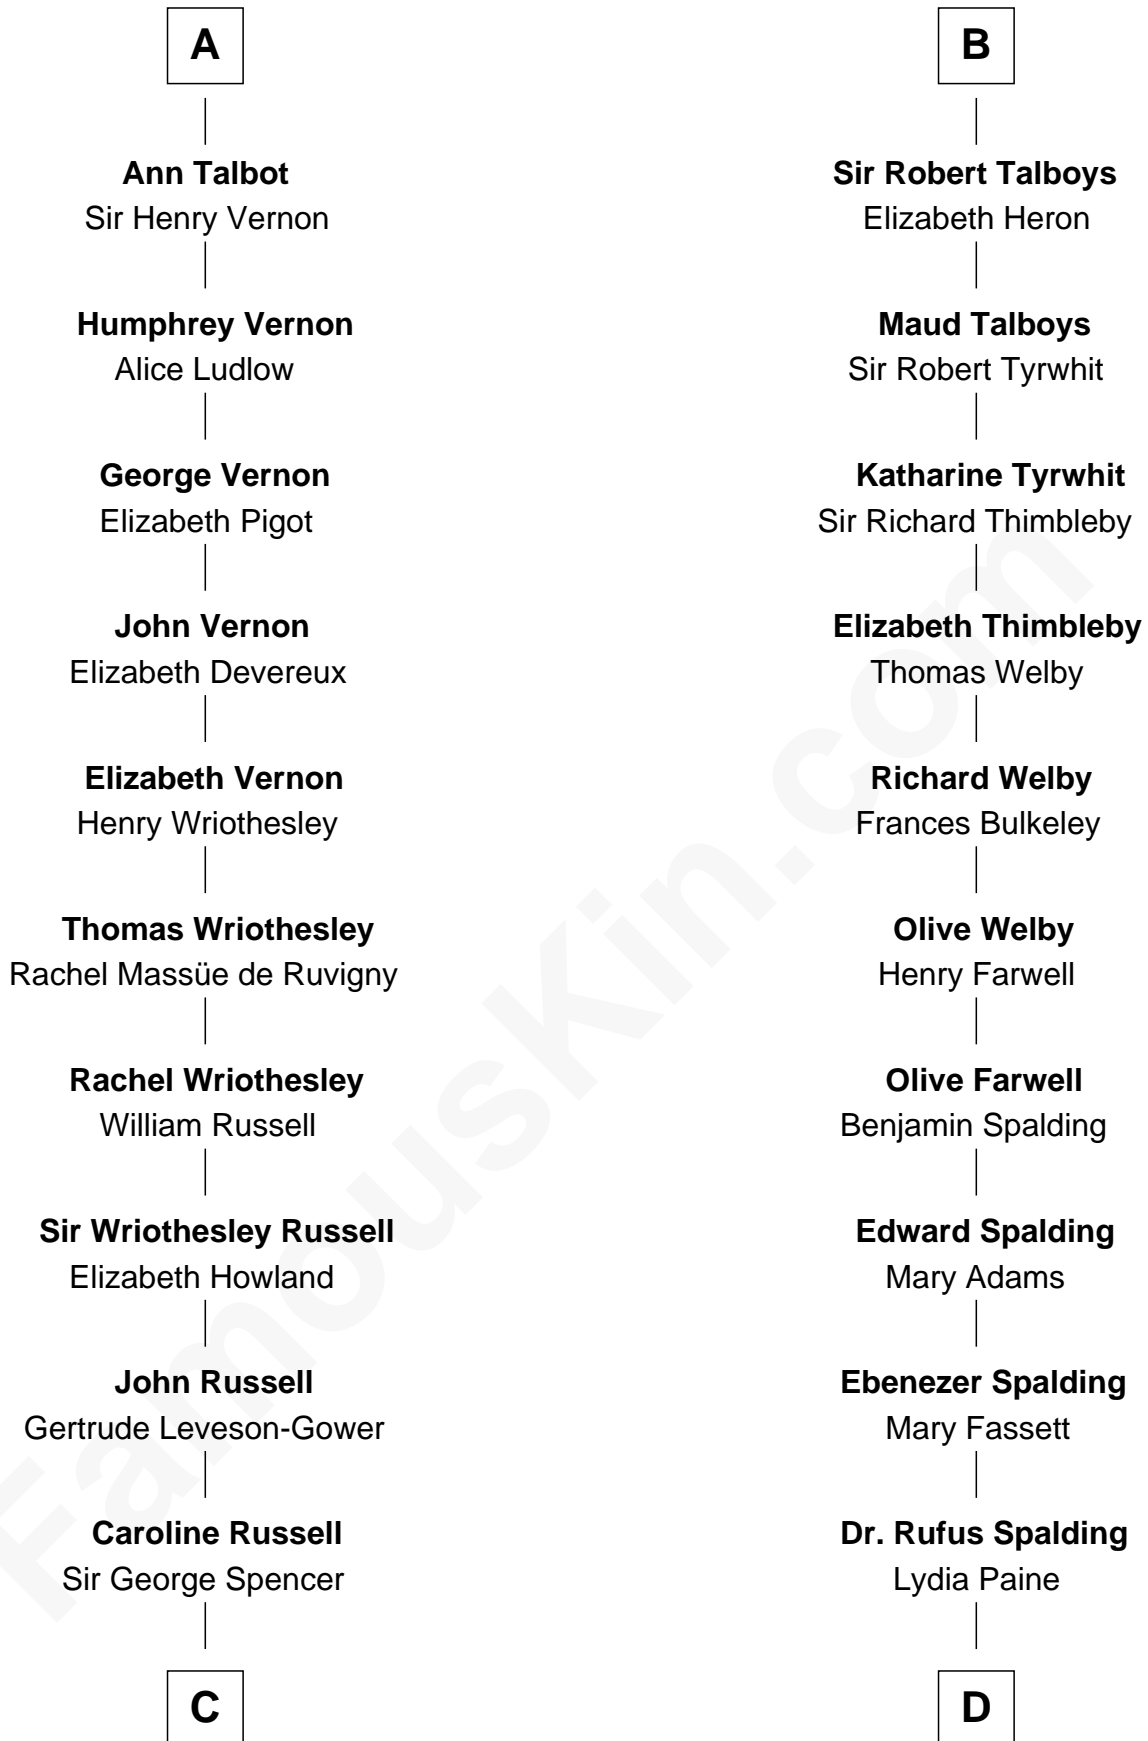 A
Ann Talbot
Sir Henry Vernon
Humphrey Vernon
Alice Ludlow
George Vernon
Elizabeth Pigot
John Vernon
Elizabeth Devereux
Elizabeth Vernon
Henry Wriothesley
Thomas Wriothesley
Rachel Massüe de Ruvigny
Rachel Wriothesley
William Russell
Sir Wriothesley Russell
Elizabeth Howland
John Russell
Gertrude Leveson-Gower
Caroline Russell
Sir George Spencer
C
B
Sir Robert Talboys
Elizabeth Heron
Maud Talboys
Sir Robert Tyrwhit
Katharine Tyrwhit
Sir Richard Thimbleby
Elizabeth Thimbleby
Thomas Welby
Richard Welby
Frances Bulkeley
Olive Welby
Henry Farwell
Olive Farwell
Benjamin Spalding
Edward Spalding
Mary Adams
Ebenezer Spalding
Mary Fassett
Dr. Rufus Spalding
Lydia Paine
D
FamousKin.com